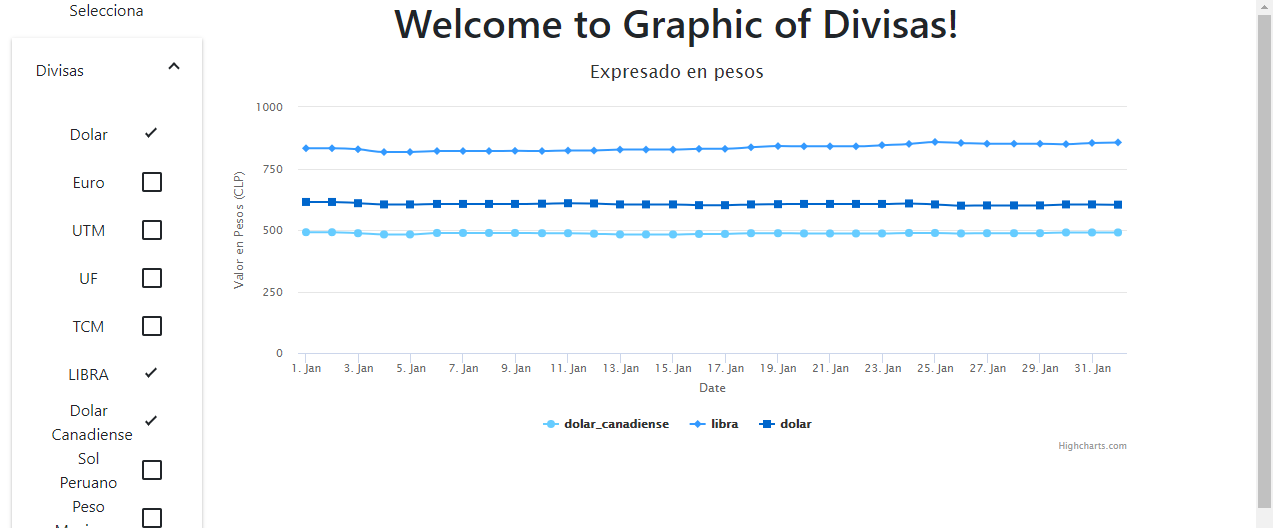 Selecciona
Divisas
Dolar
Euro
UTM
UF
TCM
LIBRA
Dolar
Canadiense
Sol
Peruano
Peso
Welcome to Graphic of Divisas!
Expresado en pesos
Valor en Pesos (CLP)
1000
750
500
250
0
1. Jan 3. Jan 5. Jan 7. Jan 9. Jan 11. Jan 13. Jan 15. Jan 17. Jan 19. Jan 21. Jan 23. Jan 25. Jan 27. Jan 29. Jan 31. Jan
Date
dolar_canadiense libra dolar
Highcharts.com